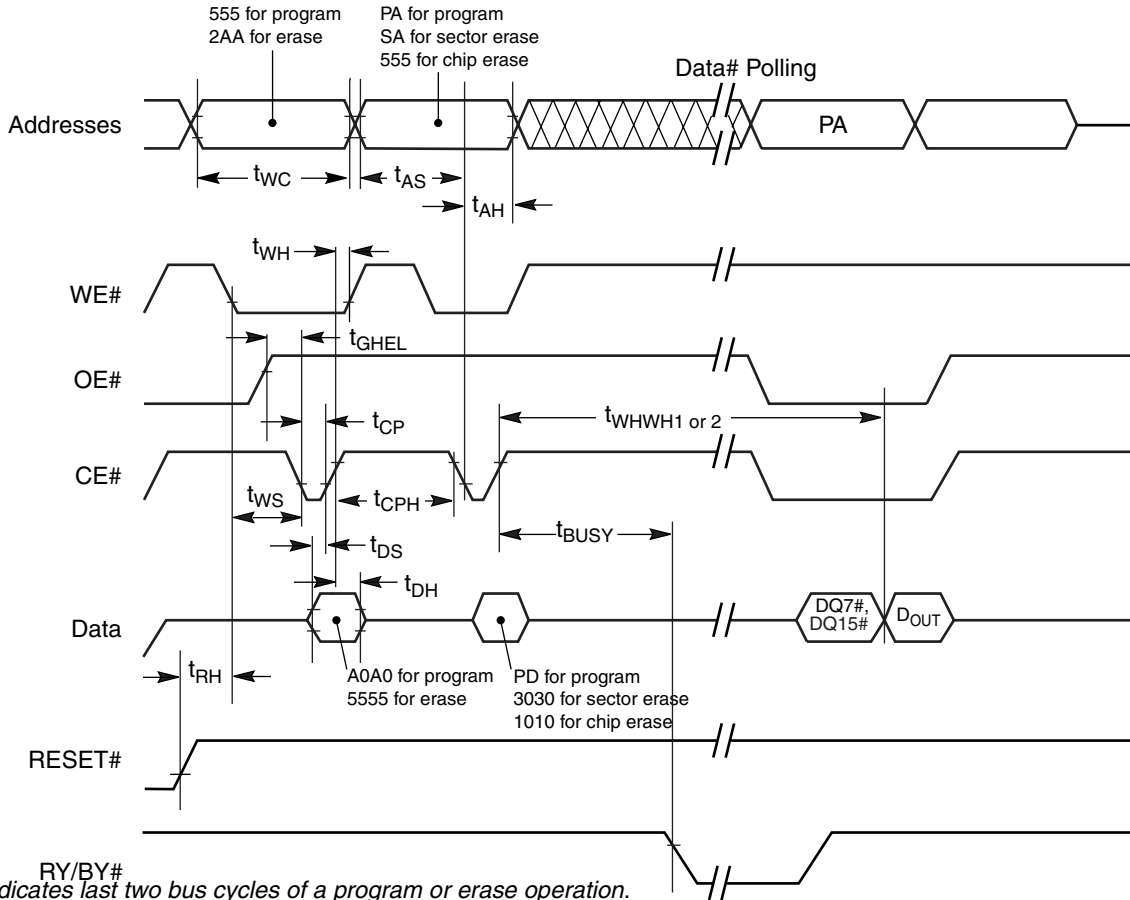 555 for program
2AA for erase
PA for program
SA for sector erase
555 for chip erase
Data# Polling
Addresses
PA
tWC
tAS
tAH
tWH
WE#
tGHEL
OE#
tWHWH1 or 2
tCP
CE#
tWS
tCPH
tBUSY
tDS
tDH
Data
DQ7#,
DQ15#
DOUT
tRH
A0A0 for program
5555 for erase
PD for program
3030 for sector erase
1010 for chip erase
RESET#
RY/BY#
dicates last two bus cycles of a program or erase operation.